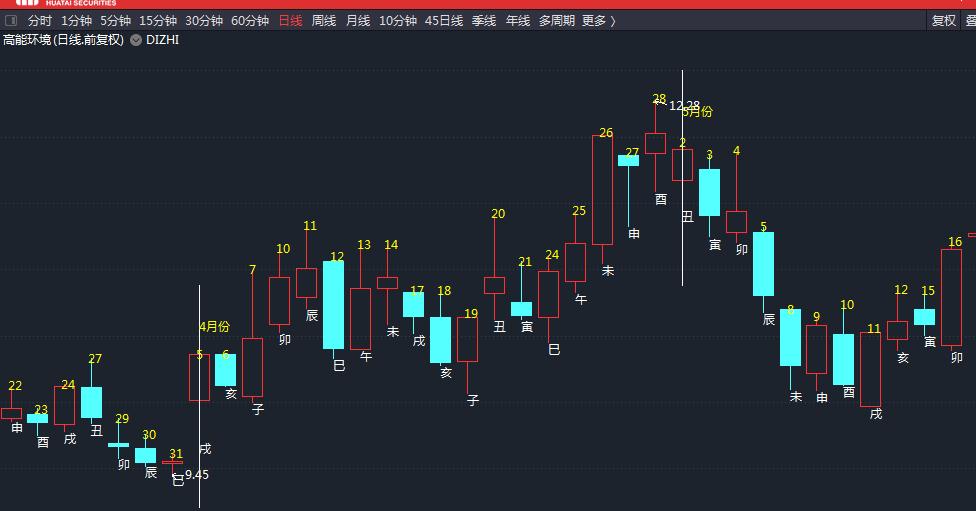 HUATAI SECURITIES
分时 1分钟 5分钟 15分钟 30分钟 60分钟 日线 周线 月线 10分钟 45日线 季线 年线 多周期 更多 〉 复权
高能环境(日线,前复权) DIZHI
28
12.28
5月份
26
2
27
3
4
酉
25
20
丑
11
5
申
寅
16
10
13
14
卯
12
21
24
7
未
17
18
午
12
15
10
辰
丑
19
8
9
4月份
卯
寅
11
戌
巳
亥
寅
5
6
午
巳
亥
卯
27
亥
22
24
子
子
未
申
酉
23
29
戌
申
酉
戌
丑
30
戌
31
卯
辰
巳
9.45